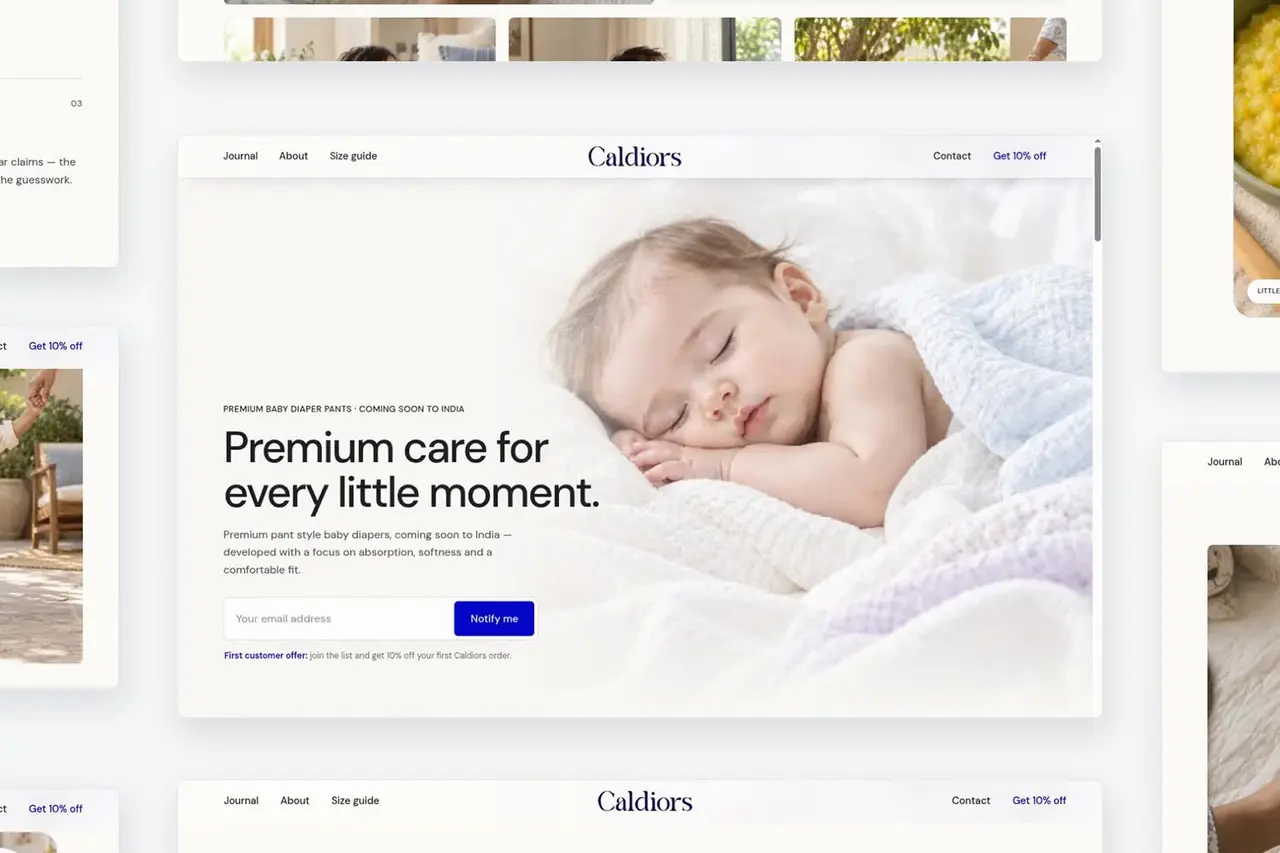 03
ar claims — the
he guesswork.
ct Get 10% off
ct Get 10% off
Journal About Size guide Caldiors Contact Get 10% off
PREMIUM BABY DIAPER PANTS · COMING SOON TO INDIA
Premium care for
every little moment.
Premium pant style baby diapers, coming soon to India —
developed with a focus on absorption, softness and a
comfortable fit.
Your email address Notify me
First customer offer: join the list and get 10% off your first Caldiors order.
Journal About Size guide Caldiors Contact Get 10% off
LITTLE
Journal Abo